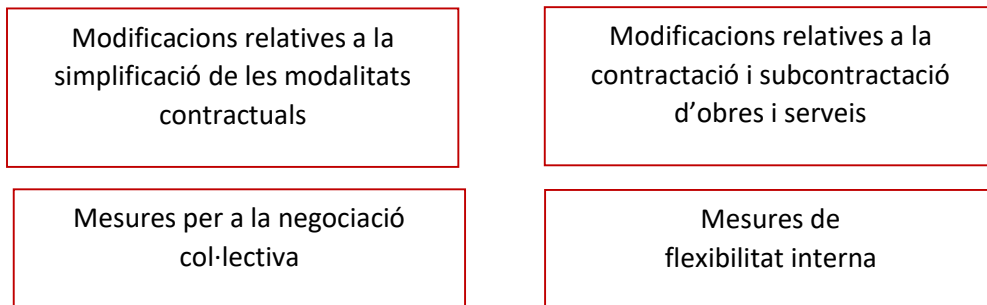 Modificacions relatives a la
simplificació de les modalitats
contractuals
Modificacions relatives a la
contractació i subcontractació
d’obres i serveis
Mesures per a la negociació
col·lectiva
Mesures de
flexibilitat interna